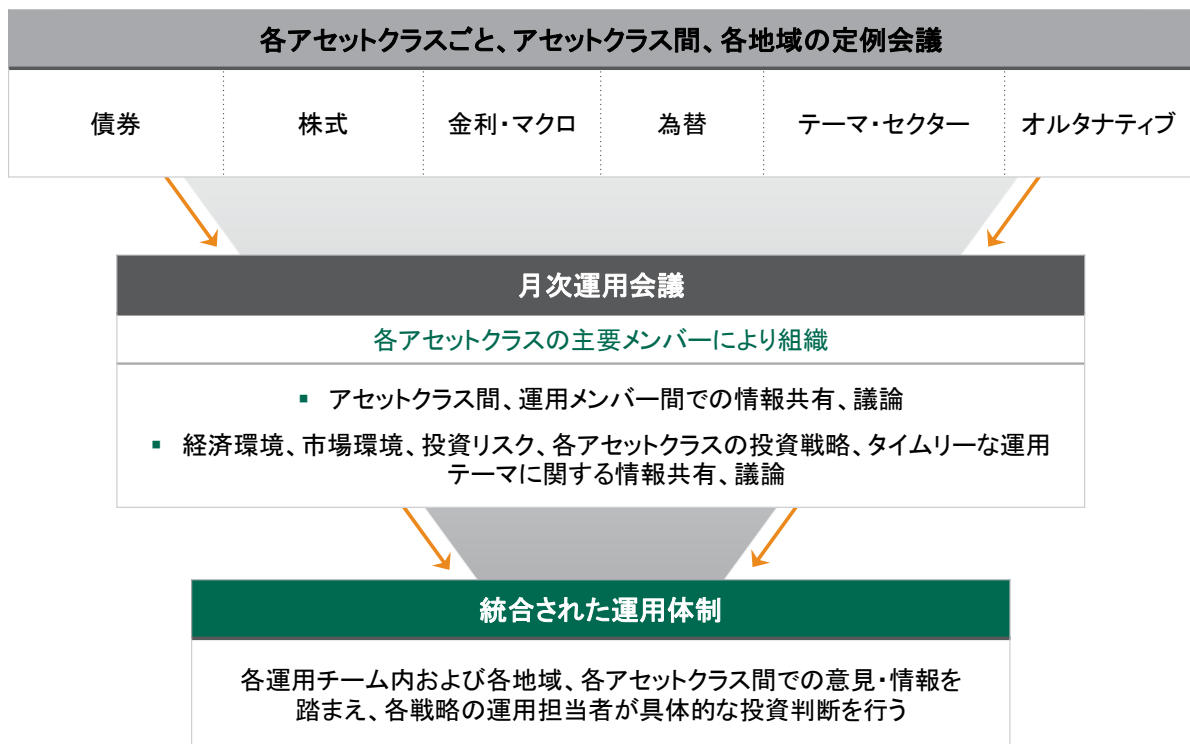 各アセットクラスごと、アセットクラス間、各地域の定例会議
債券
株式
金利・マクロ
為替
テーマ・セクター
オルタナティブ
月次運用会議
各アセットクラスの主要メンバーにより組織
▪ アセットクラス間、運用メンバー間での情報共有、議論
▪ 経済環境、市場環境、投資リスク、各アセットクラスの投資戦略、タイムリーな運用
テーマに関する情報共有、議論
統合された運用体制
各運用チーム内および各地域、各アセットクラス間での意見・情報を
踏まえ、各戦略の運用担当者が具体的な投資判断を行う